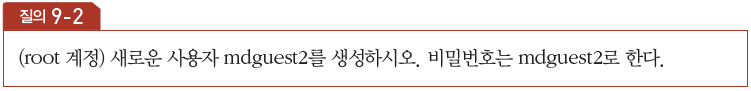 질의 9-2
(root 계정) 새로운 사용자 mdguest2를 생성하시오. 비밀번호는 mdguest2로 한다.